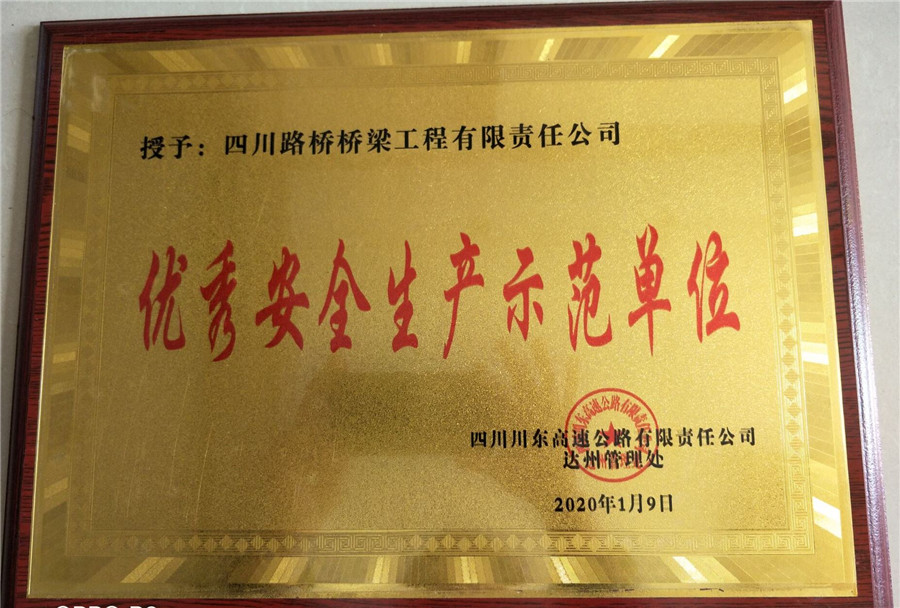 授予：四川路桥桥梁工程有限责任公司
优秀安全生产示范单位
四川川东高速公路有限责任公司
达州管理处
2020年1月9日